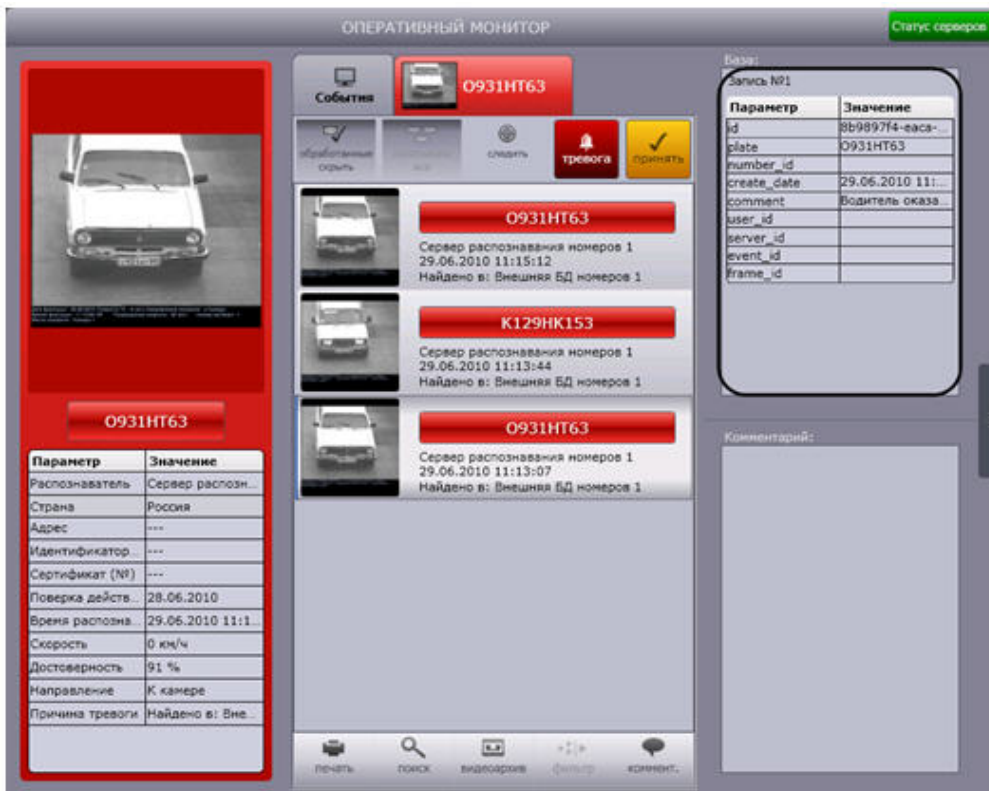 ОПЕРАТИВНЫЙ МОНИТОР
Статус серверов
О931НТ63
Параметр Значение
Распознаватель Сервер распозн...
Страна Россия
Адрес ---
Идентификатор... ---
Сертификат (№) ---
Поверка действ... 28.06.2010
Время распозна... 29.06.2010 11:1...
Скорость 0 км/ч
Достоверность 91 %
Направление К камере
Причина тревоги Найдено в: Вне...
События
О931НТ63
обработанные скрыть
все
следить
тревога
принять
О931НТ63
Сервер распознавания номеров 1
29.06.2010 11:15:12
Найдено в: Внешняя БД номеров 1
К129НК153
Сервер распознавания номеров 1
29.06.2010 11:13:44
Найдено в: Внешняя БД номеров 1
О931НТ63
Сервер распознавания номеров 1
29.06.2010 11:13:07
Найдено в: Внешняя БД номеров 1
печать
поиск
видеоархив
фильтр
коммент.
База:
Запись №1
Параметр Значение
id 8b9897f4-eaca-...
plate О931НТ63
number_id
create_date 29.06.2010 11:...
comment Водитель оказа...
user_id
server_id
event_id
frame_id
Комментарий: